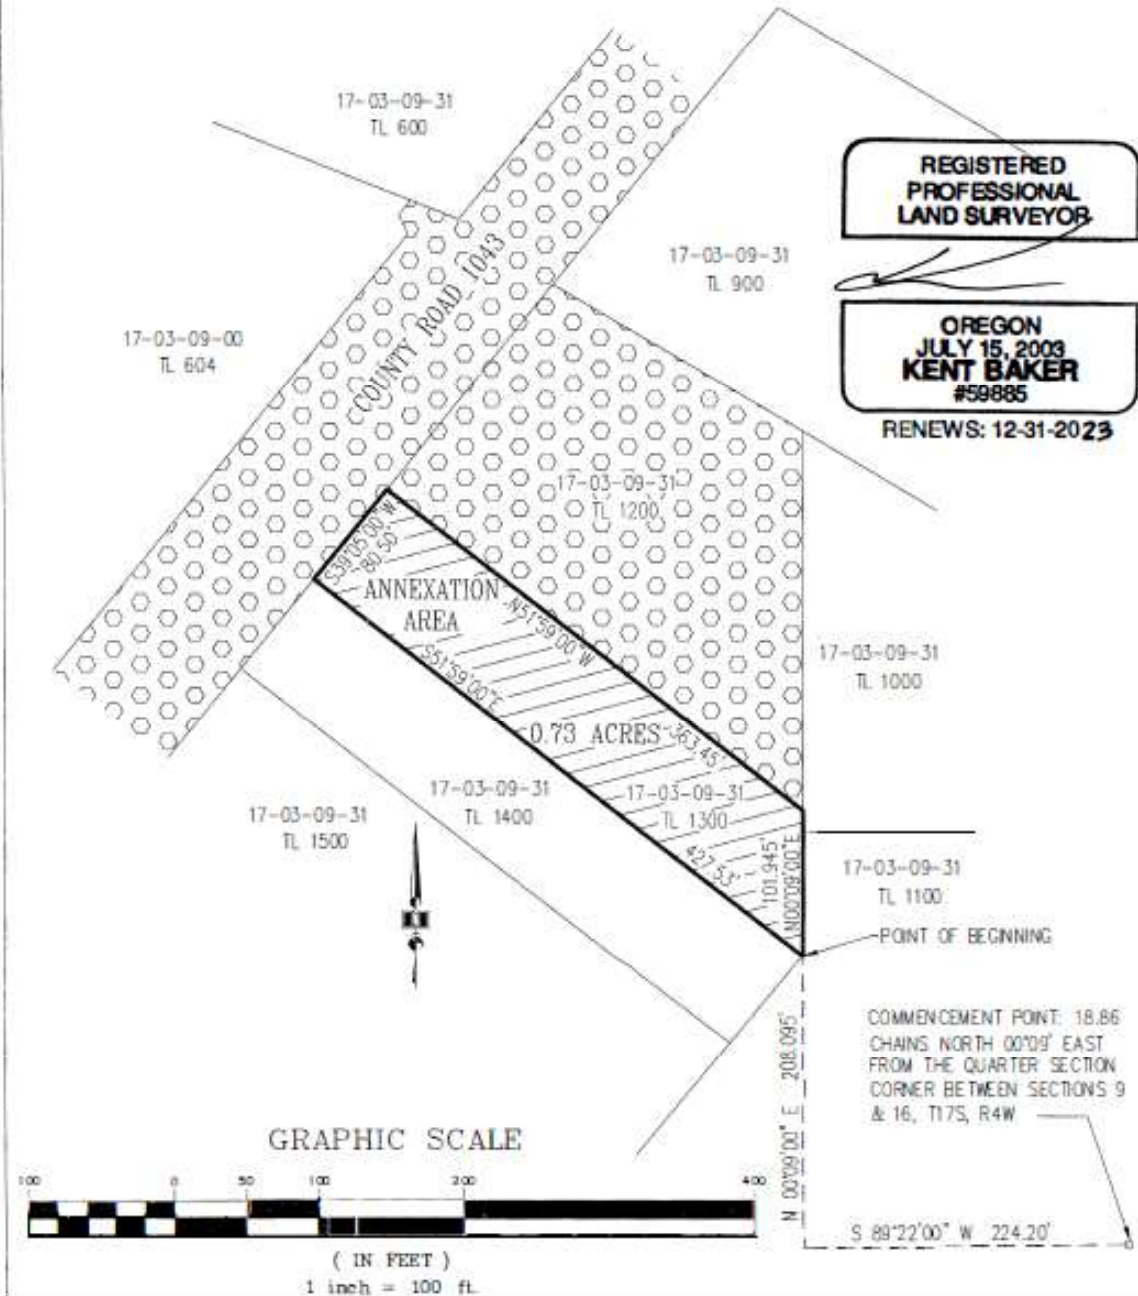 17-03-09-31
TL 600
REGISTERED
PROFESSIONAL
LAND SURVEYOR
17-03-09-31
TL 900
COUNTY ROAD 1043
17-03-09-00
TL 604
OREGON
JULY 15, 2003
KENT BAKER
#59885
RENEWS: 12-31-2023
17-03-09-31
TL 1200
S39°05'00"W
80.50'
ANNEXATION
AREA
N51°59'00"W
363.45'
S51°59'00"E
427.53'
0.73 ACRES
17-03-09-31
TL 1000
17-03-09-31
TL 1300
17-03-09-31
TL 1400
17-03-09-31
TL 1500
101.945'
N00°09'00"E
17-03-09-31
TL 1100
POINT OF BEGINNING
N 00°09'00" E 208.095'
COMMENCEMENT POINT: 18.86
CHAINS NORTH 00°09' EAST
FROM THE QUARTER SECTION
CORNER BETWEEN SECTIONS 9
& 16, T17S, R4W
S 89°22'00" W 224.20'
GRAPHIC SCALE
100 0 50 100 200 400
( IN FEET )
1 inch = 100 ft.